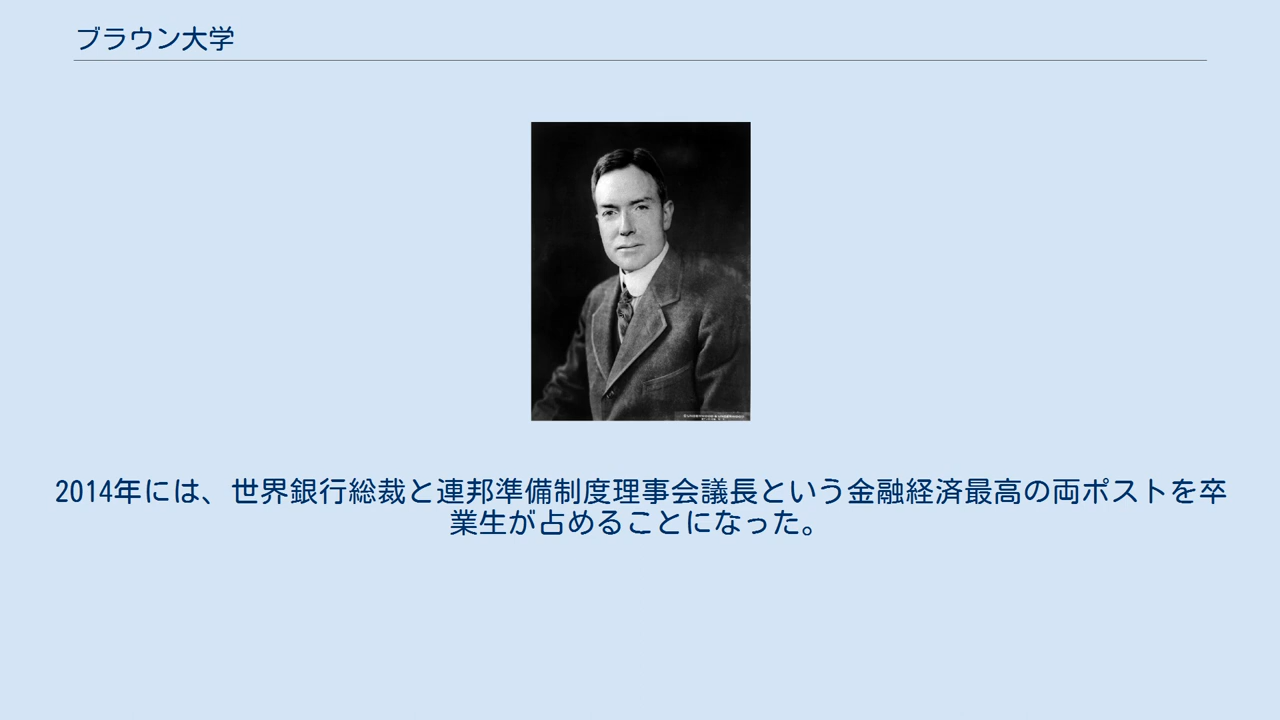 ブラウン大学
2014年には、世界銀行総裁と連邦準備制度理事会議長という金融経済最高の両ポストを卒
業生が占めることになった。